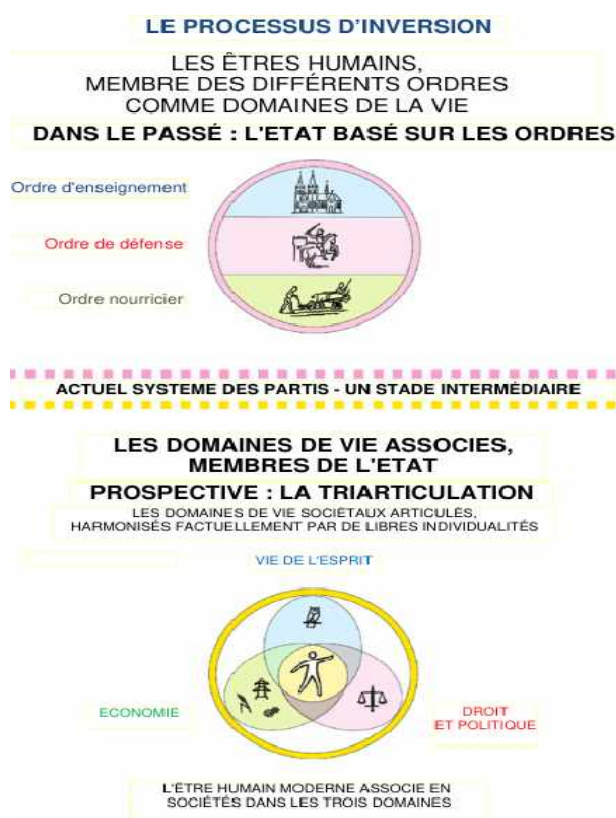 LE PROCESSUS D'INVERSION
LES ÊTRES HUMAINS,
MEMBRE DES DIFFÉRENTS ORDRES
COMME DOMAINES DE LA VIE
DANS LE PASSÉ : L'ETAT BASÉ SUR LES ORDRES
Ordre d'enseignement
Ordre de défense
Ordre nourricier
ACTUEL SYSTEME DES PARTIS - UN STADE INTERMÉDIAIRE
LES DOMAINES DE VIE ASSOCIES,
MEMBRES DE L'ETAT
PROSPECTIVE : LA TRIARTICULATION
LES DOMAINES DE VIE SOCIÉTAUX ARTICULÉS,
HARMONISÉS FACTUELLEMENT PAR DE LIBRES INDIVIDUALITÉS
VIE DE L'ESPRIT
ECONOMIE
DROIT
ET POLITIQUE
L'ÊTRE HUMAIN MODERNE ASSOCIE EN
SOCIÉTÉS DANS LES TROIS DOMAINES